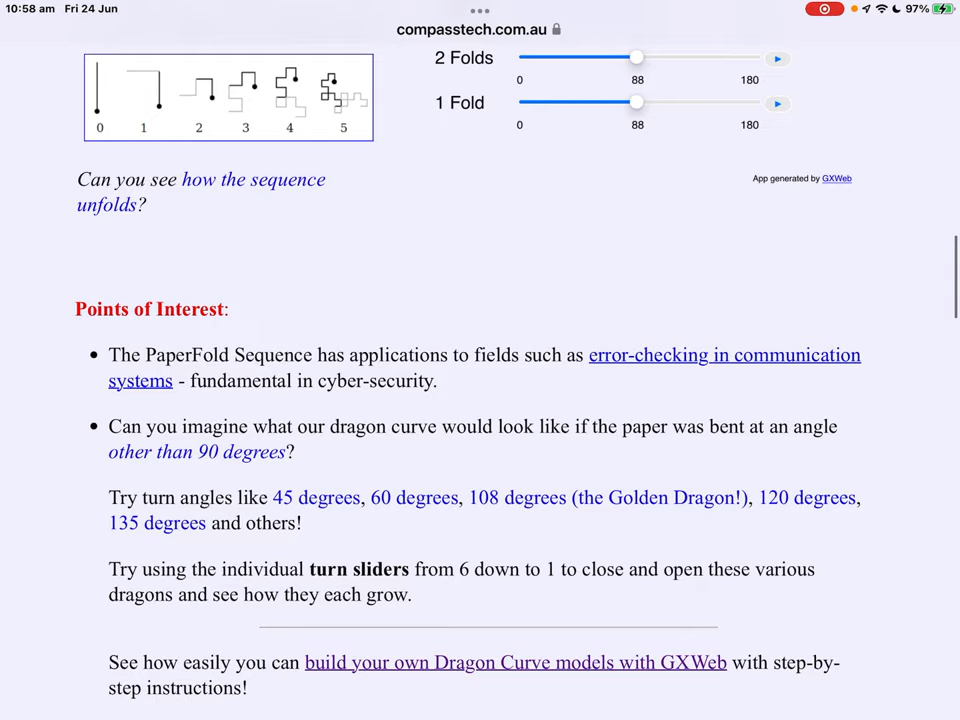 10:58 am Fri 24 Jun
97%
compasstech.com.au
2 Folds
0 88 180
1 Fold
0 88 180
0 1 2 3 4 5
App generated by GXWeb
Can you see how the sequence
unfolds?
Points of Interest:
The PaperFold Sequence has applications to fields such as error-checking in communication
systems - fundamental in cyber-security.
Can you imagine what our dragon curve would look like if the paper was bent at an angle
other than 90 degrees?
Try turn angles like 45 degrees, 60 degrees, 108 degrees (the Golden Dragon!), 120 degrees,
135 degrees and others!
Try using the individual turn sliders from 6 down to 1 to close and open these various
dragons and see how they each grow.
See how easily you can build your own Dragon Curve models with GXWeb with step-by-
step instructions!